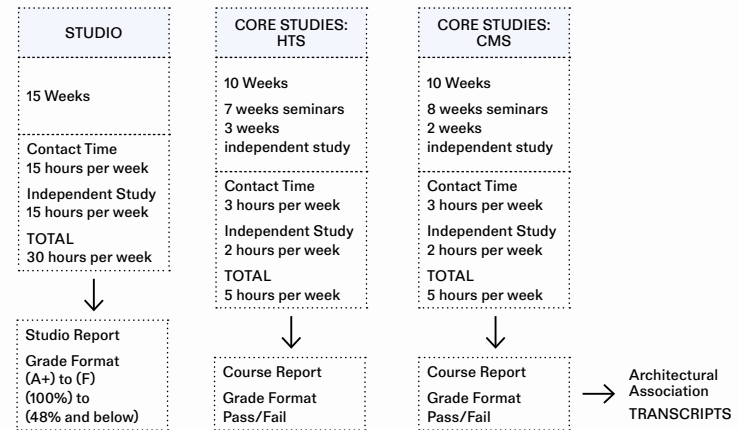 STUDIO
15 Weeks
Contact Time
15 hours per week
Independent Study
15 hours per week
TOTAL
30 hours per week
Studio Report
Grade Format
(A+) to (F)
(100%) to
(48% and below)
CORE STUDIES:
HTS
10 Weeks
7 weeks seminars
3 weeks
independent study
Contact Time
3 hours per week
Independent Study
2 hours per week
TOTAL
5 hours per week
Course Report
Grade Format
Pass/Fail
CORE STUDIES:
CMS
10 Weeks
8 weeks seminars
2 weeks
independent study
Contact Time
3 hours per week
Independent Study
2 hours per week
TOTAL
5 hours per week
Course Report
Grade Format
Pass/Fail
Architectural
Association
TRANSCRIPTS